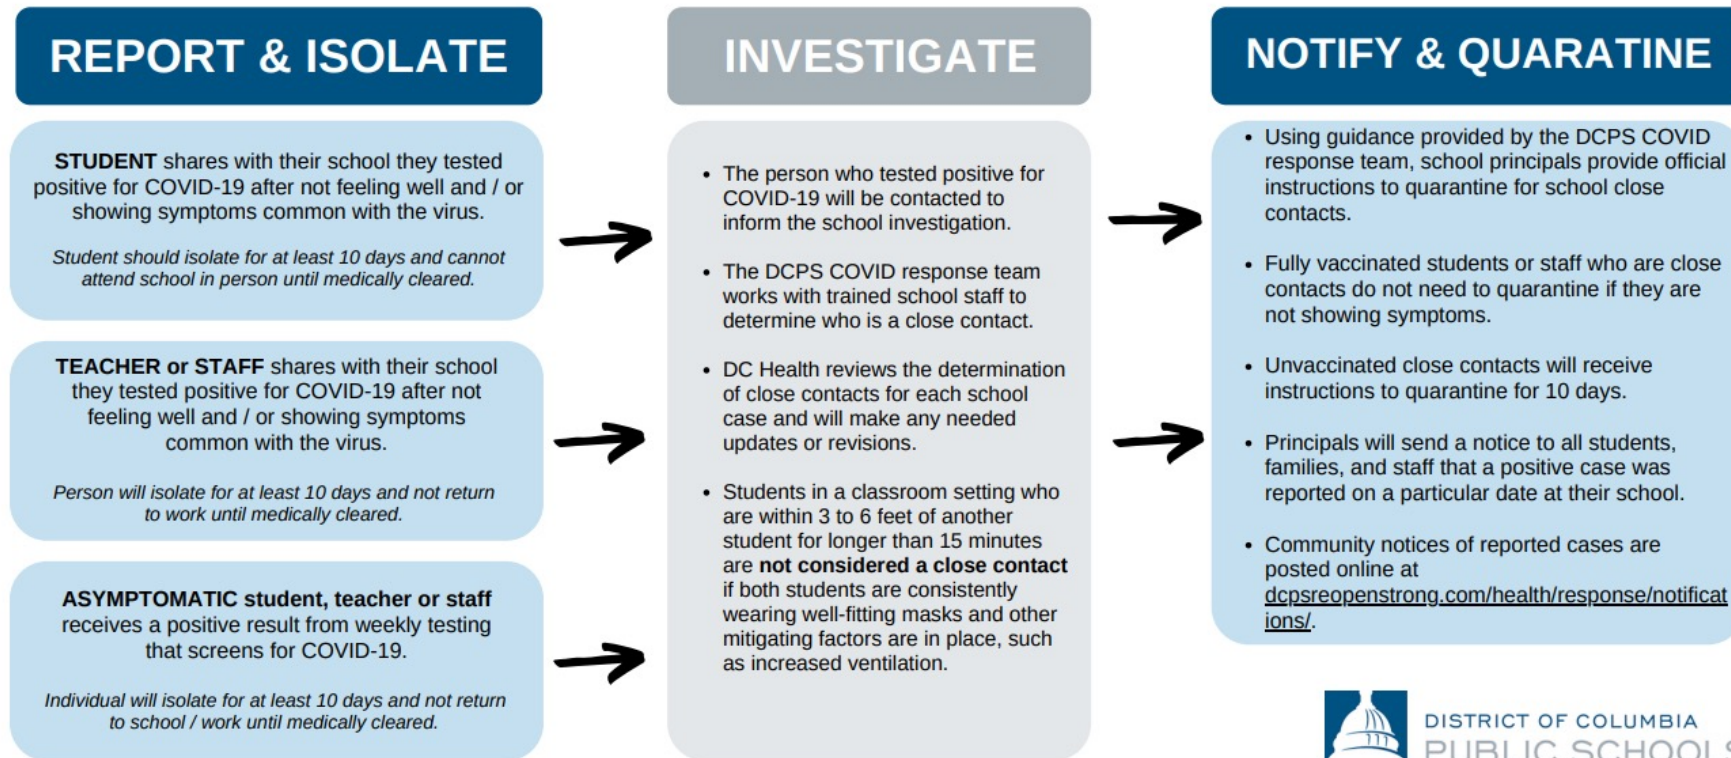 REPORT & ISOLATE
STUDENT shares with their school they tested
positive for COVID-19 after not feeling well and / or
showing symptoms common with the virus.
Student should isolate for at least 10 days and cannot
attend school in person until medically cleared.
TEACHER or STAFF shares with their school
they tested positive for COVID-19 after not
feeling well and / or showing symptoms
common with the virus.
Person will isolate for at least 10 days and not return
to work until medically cleared.
ASYMPTOMATIC student, teacher or staff
receives a positive result from weekly testing
that screens for COVID-19.
Individual will isolate for at least 10 days and not return
to school / work until medically cleared.
INVESTIGATE
• The person who tested positive for
COVID-19 will be contacted to
inform the school investigation.
• The DCPS COVID response team
works with trained school staff to
determine who is a close contact.
• DC Health reviews the determination
of close contacts for each school
case and will make any needed
updates or revisions.
• Students in a classroom setting who
are within 3 to 6 feet of another
student for longer than 15 minutes
are not considered a close contact
if both students are consistently
wearing well-fitting masks and other
mitigating factors are in place, such
as increased ventilation.
NOTIFY & QUARATINE
• Using guidance provided by the DCPS COVID
response team, school principals provide official
instructions to quarantine for school close
contacts.
• Fully vaccinated students or staff who are close
contacts do not need to quarantine if they are
not showing symptoms.
• Unvaccinated close contacts will receive
instructions to quarantine for 10 days.
• Principals will send a notice to all students,
families, and staff that a positive case was
reported on a particular date at their school.
• Community notices of reported cases are
posted online at
dcpsreopenstrong.com/health/response/notificat
ions/.
DISTRICT OF COLUMBIA
PUBLIC SCHOOLS